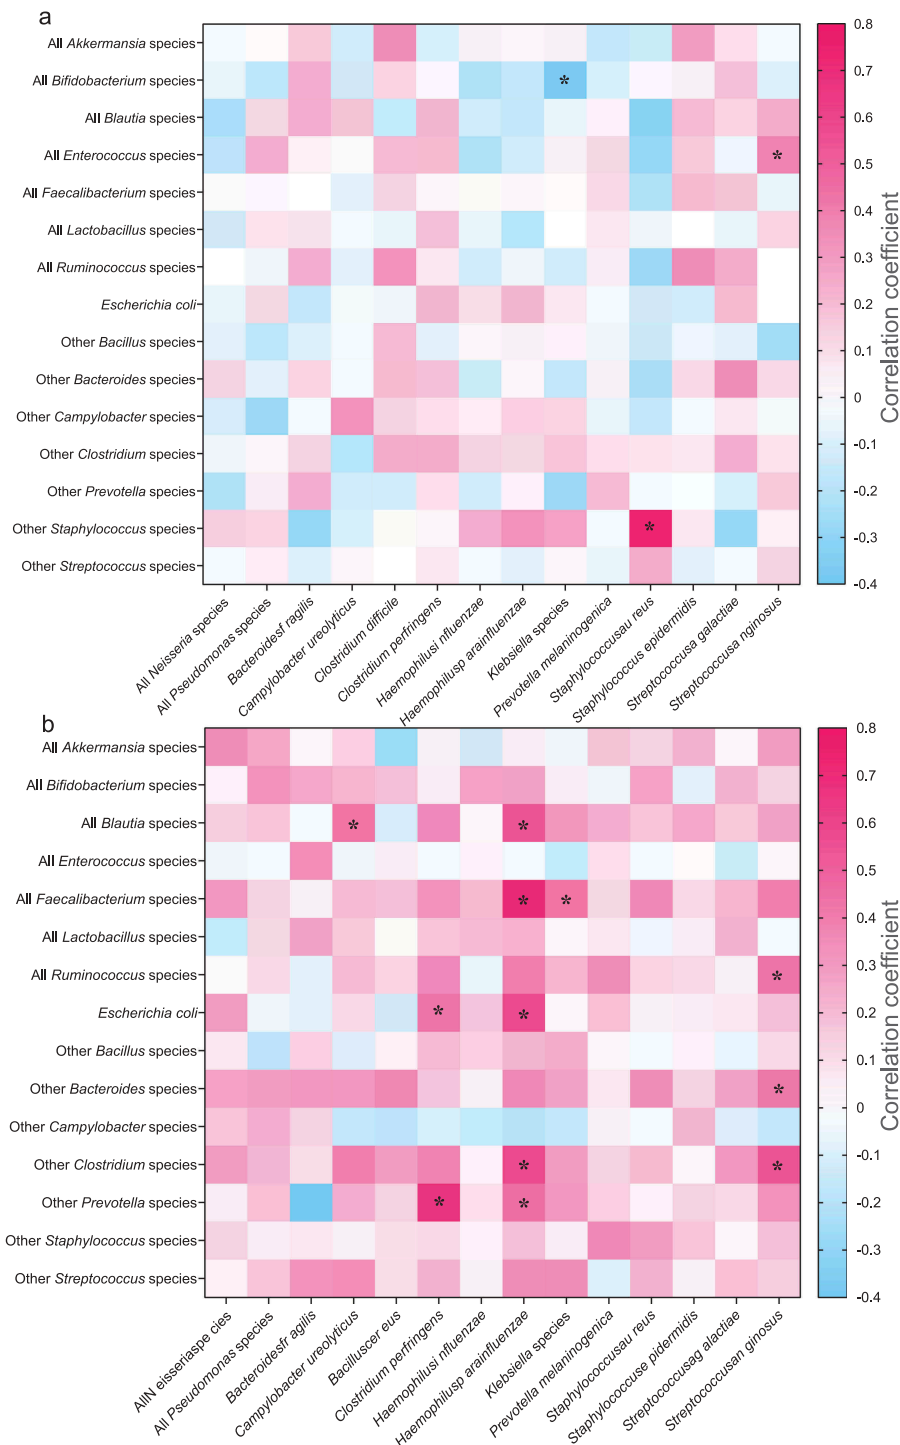 a
All Akkermansia species
All Bifidobacterium species
All Blautia species
All Enterococcus species
All Faecalibacterium species
All Lactobacillus species
All Ruminococcus species
Escherichia coli
Other Bacillus species
Other Bacteroides species
Other Campylobacter species
Other Clostridium species
Other Prevotella species
Other Staphylococcus species
Other Streptococcus species
*
*
*
All Neisseria species
All Pseudomonas species
Bacteroidesf ragilis
Campylobacter ureolyticus
Clostridium difficile
Clostridium perfringens
Haemophilusi nfluenzae
Haemophilusp arainfluenzae
Klebsiella species
Prevotella melaninogenica
Staphylococcusau reus
Staphylococcus epidermidis
Streptococcusa galactiae
Streptococcusa nginosus
0.8
0.7
0.6
0.5
0.4
0.3
0.2
0.1
0
-0.1
-0.2
-0.3
-0.4
Correlation coefficient
b
All Akkermansia species
All Bifidobacterium species
All Blautia species
All Enterococcus species
All Faecalibacterium species
All Lactobacillus species
All Ruminococcus species
Escherichia coli
Other Bacillus species
Other Bacteroides species
Other Campylobacter species
Other Clostridium species
Other Prevotella species
Other Staphylococcus species
Other Streptococcus species
* *
* *
*
* *
*
* *
* *
AllN eisseriaspe cies
All Pseudomonas species
Bacteroidesfr agilis
Campylobacter ureolyticus
Bacilluscer eus
Clostridium perfringens
Haemophilusi nfluenzae
Haemophilusp arainfluenzae
Klebsiella species
Prevotella melaninogenica
Staphylococcusau reus
Staphylococcuse pidermidis
Streptococcusag alactiae
Streptococcusan ginosus
0.8
0.7
0.6
0.5
0.4
0.3
0.2
0.1
0
-0.1
-0.2
-0.3
-0.4
Correlation coefficient